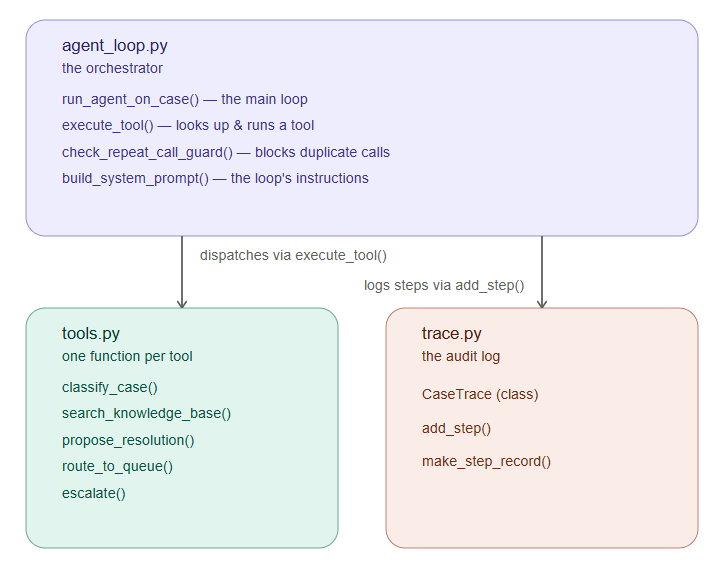 agent_loop.py
the orchestrator
run_agent_on_case() — the main loop
execute_tool() — looks up & runs a tool
check_repeat_call_guard() — blocks duplicate calls
build_system_prompt() — the loop's instructions
dispatches via execute_tool()
logs steps via add_step()
tools.py
one function per tool
classify_case()
search_knowledge_base()
propose_resolution()
route_to_queue()
escalate()
trace.py
the audit log
CaseTrace (class)
add_step()
make_step_record()